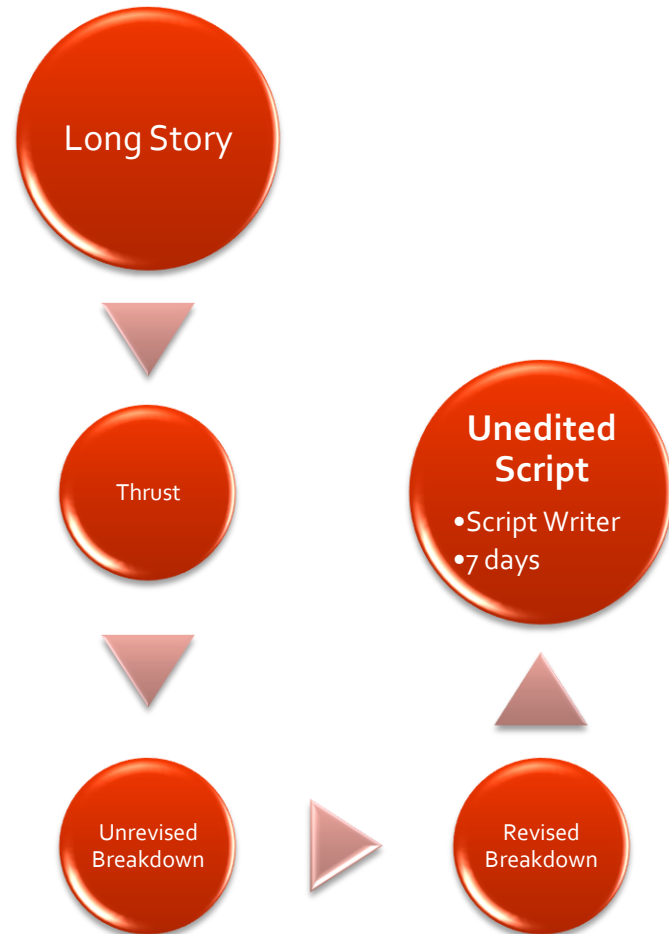 Long Story
Thrust
Unrevised
Breakdown
Revised
Breakdown
Unedited
Script
•Script Writer
•7 days